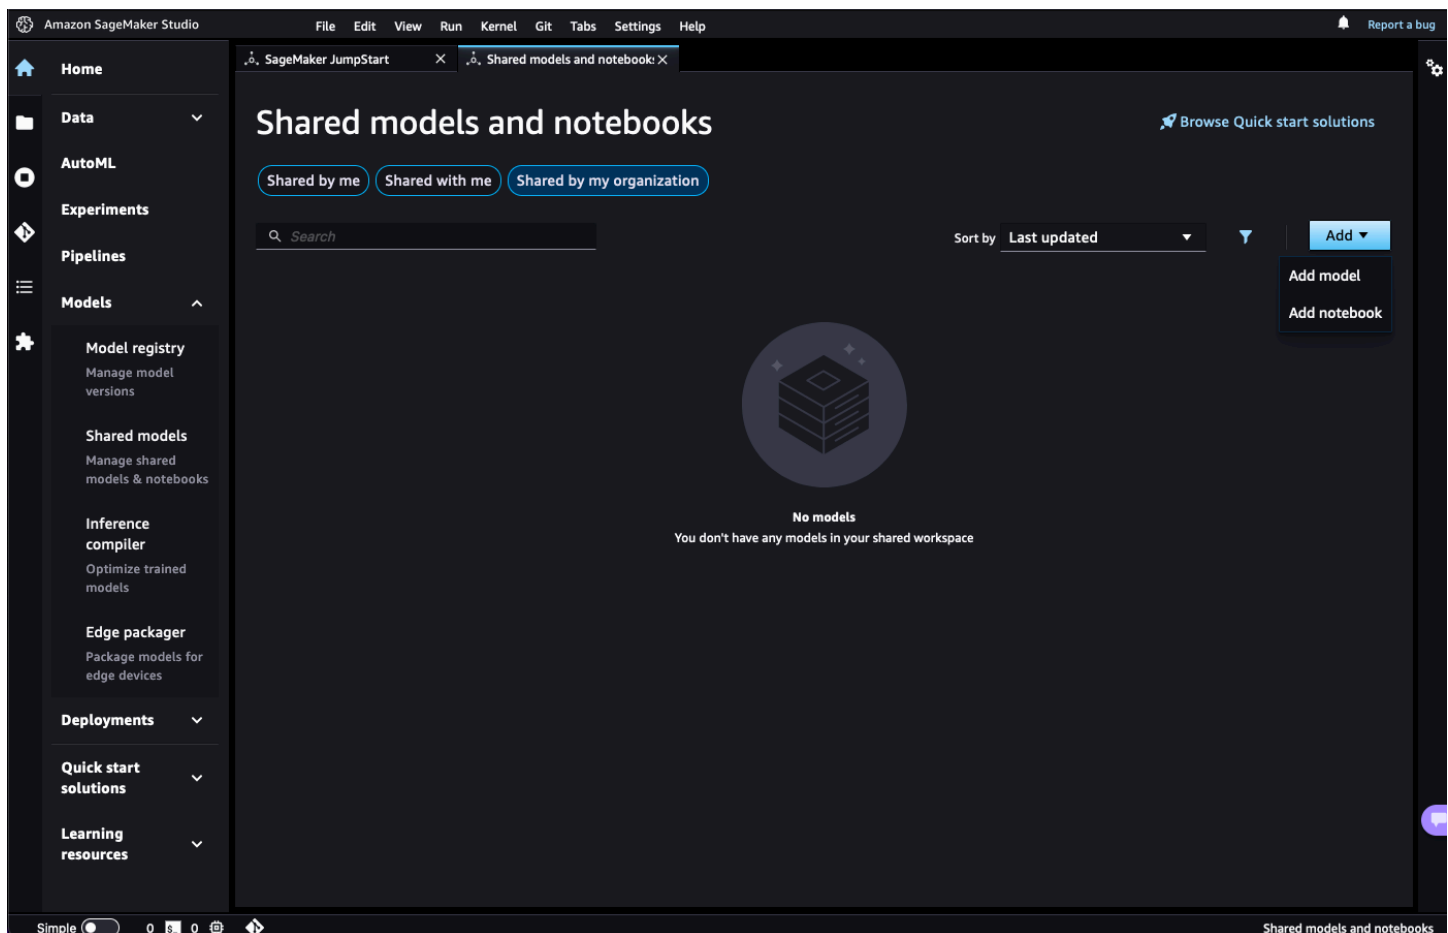 Amazon SageMaker Studio
File Edit View Run Kernel Git Tabs Settings Help
Report a bug
SageMaker JumpStart
Shared models and notebook
Home
Data
AutoML
Experiments
Pipelines
Models
Model registry
Manage model
versions
Shared models
Manage shared
models & notebooks
Inference
compiler
Optimize trained
models
Edge packager
Package models for
edge devices
Deployments
Quick start
solutions
Learning
resources
Shared models and notebooks
Browse Quick start solutions
Shared by me
Shared with me
Shared by my organization
Search
Sort by Last updated
Add
Add model
Add notebook
No models
You don't have any models in your shared workspace
Simple
0 $_ 0
Shared models and notebooks